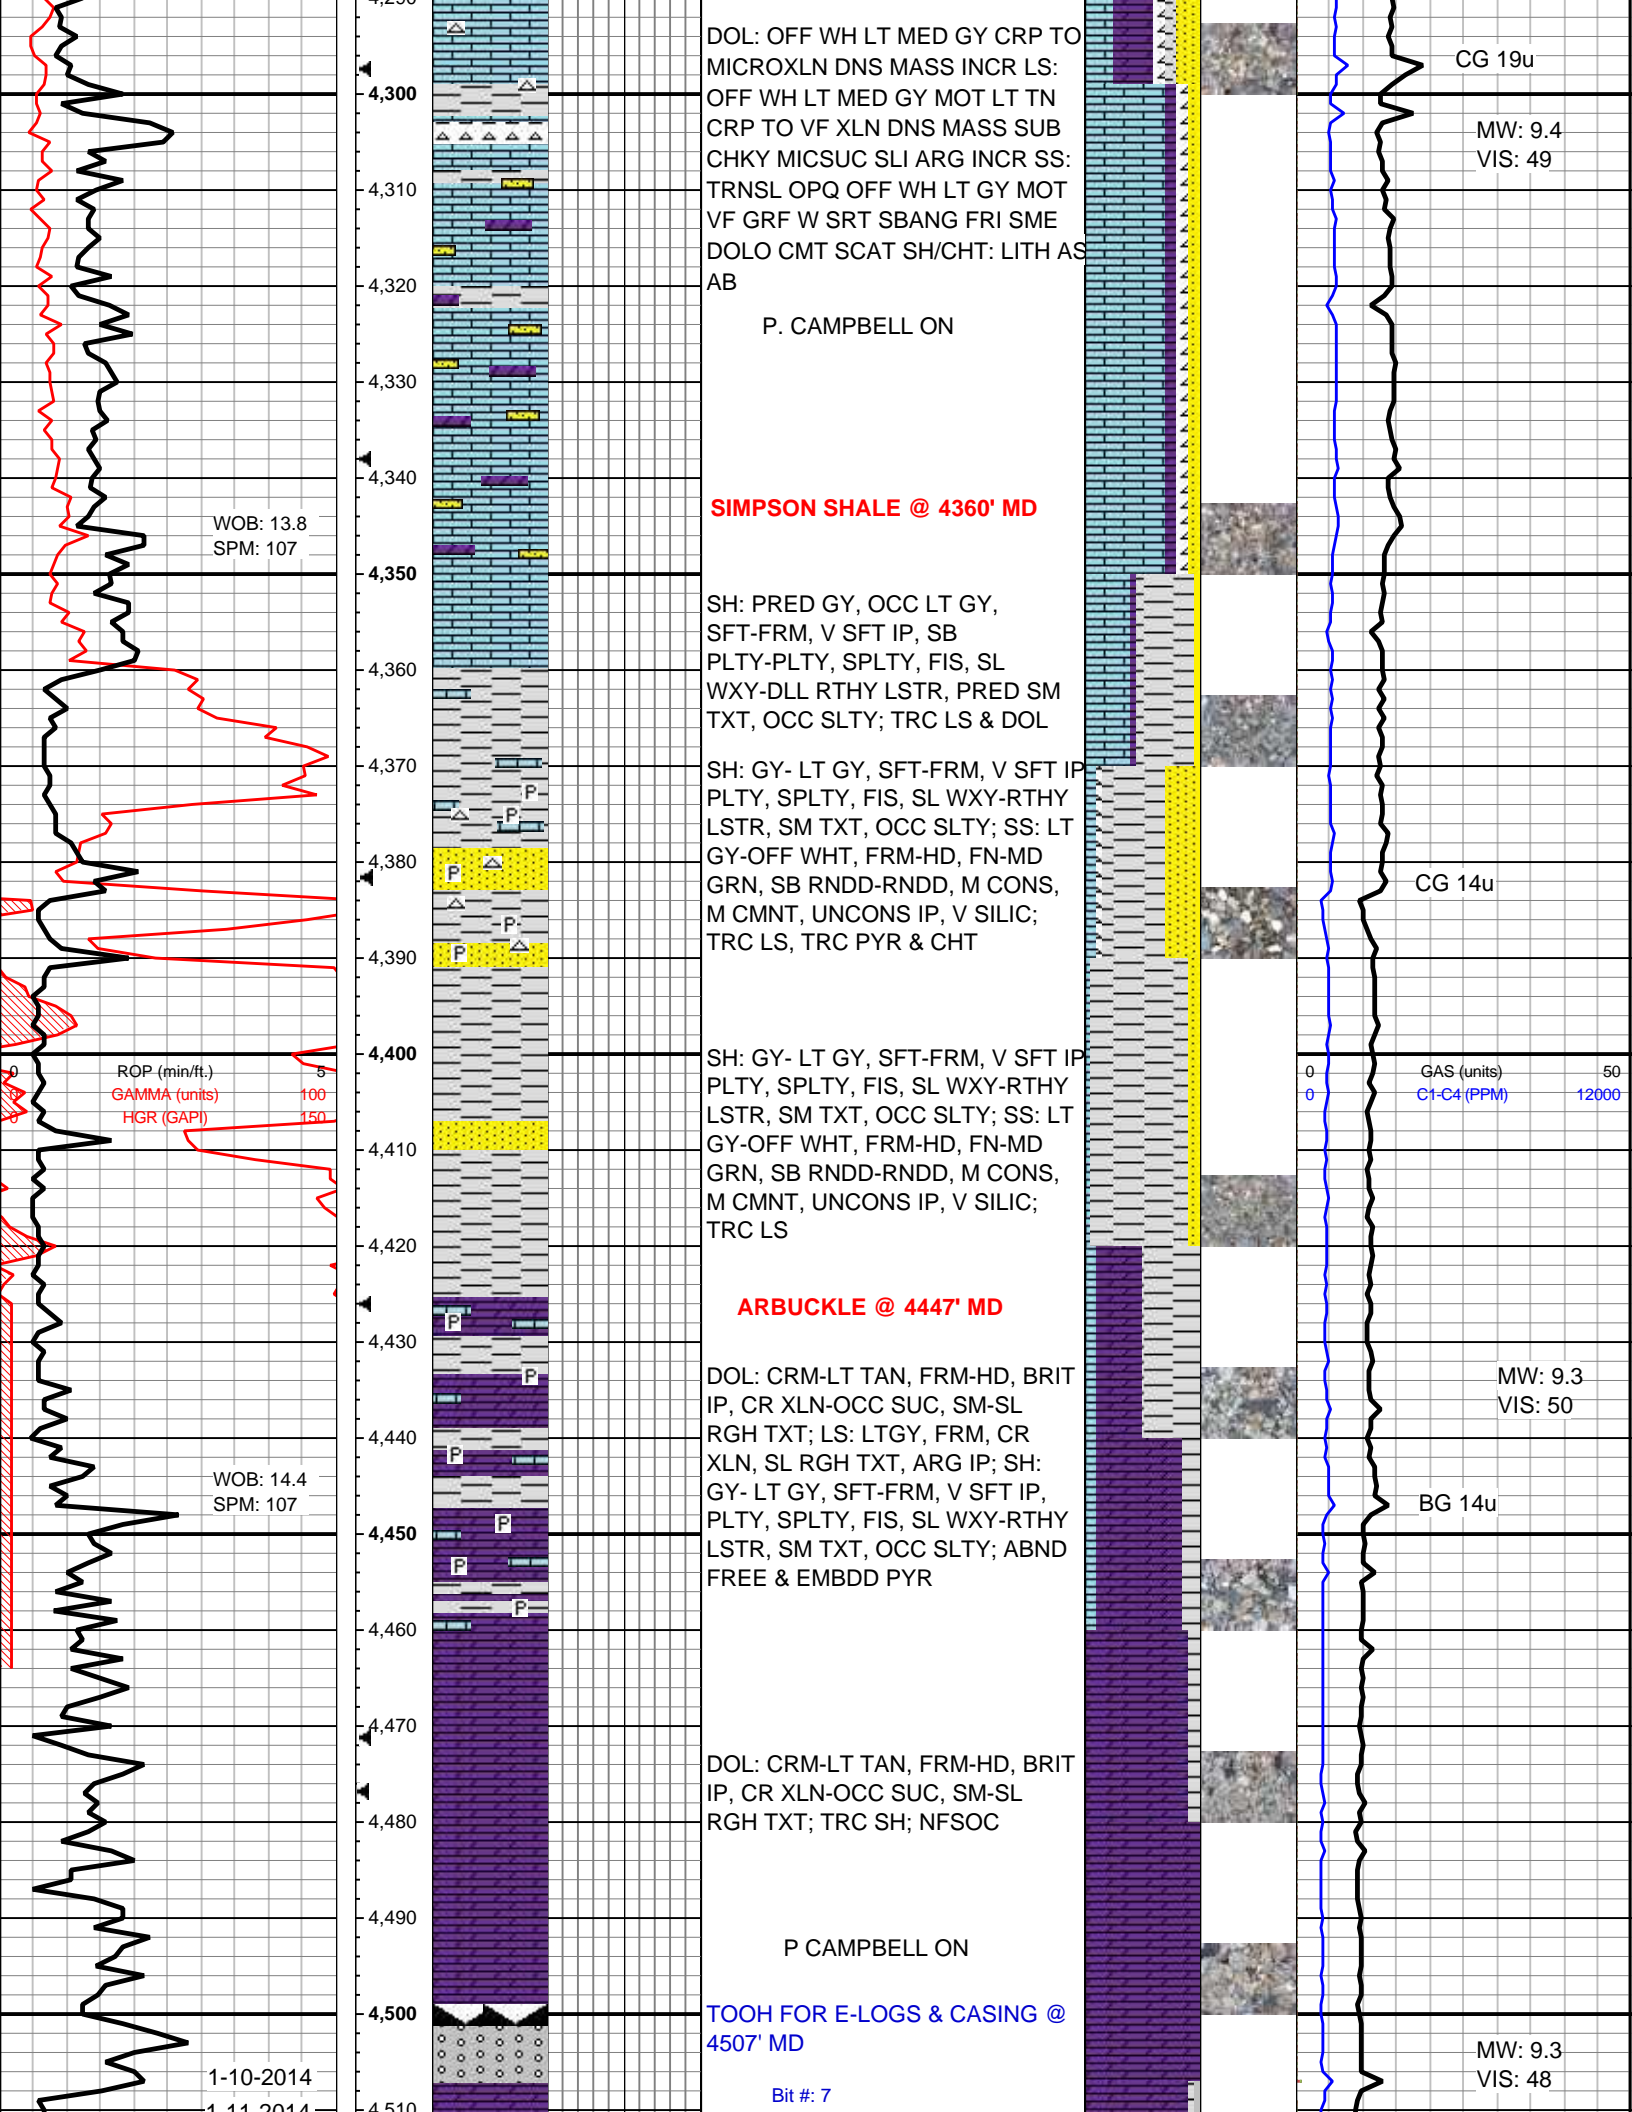 DOL: OFF WH LT MED GY CRP TO
MICROXLN DNS MASS INCR LS:
OFF WH LT MED GY MOT LT TN
CRP TO VF XLN DNS MASS SUB
CHKY MICSUC SLI ARG INCR SS:
TRNSL OPQ OFF WH LT GY MOT
VF GRF W SRT SBANG FRI SME
DOLO CMT SCAT SH/CHT: LITH AS
AB
P. CAMPBELL ON
CG 19u
MW: 9.4
VIS: 49
4,290
4,300
4,310
4,320
4,330
4,340
4,350
4,360
4,370
4,380
4,390
4,400
4,410
4,420
4,430
4,440
4,450
4,460
4,470
4,480
4,490
4,500
4,510
WOB: 13.8
SPM: 107
SIMPSON SHALE @ 4360' MD
SH: PRED GY, OCC LT GY,
SFT-FRM, V SFT IP, SB
PLTY-PLTY, SPLTY, FIS, SL
WXY-DLL RTHY LSTR, PRED SM
TXT, OCC SLTY; TRC LS & DOL
SH: GY- LT GY, SFT-FRM, V SFT IP
PLTY, SPLTY, FIS, SL WXY-RTHY
LSTR, SM TXT, OCC SLTY; SS: LT
GY-OFF WHT, FRM-HD, FN-MD
GRN, SB RNDD-RNDD, M CONS,
M CMNT, UNCONS IP, V SILIC;
TRC LS, TRC PYR & CHT
P
P
P
P
P
CG 14u
0 ROP (min/ft.) 5
0 GAMMA (units) 100
0 HGR (GAPI) 150
SH: GY- LT GY, SFT-FRM, V SFT IP
PLTY, SPLTY, FIS, SL WXY-RTHY
LSTR, SM TXT, OCC SLTY; SS: LT
GY-OFF WHT, FRM-HD, FN-MD
GRN, SB RNDD-RNDD, M CONS,
M CMNT, UNCONS IP, V SILIC;
TRC LS
0 GAS (units) 50
0 C1-C4 (PPM) 12000
ARBUCKLE @ 4447' MD
DOL: CRM-LT TAN, FRM-HD, BRIT
IP, CR XLN-OCC SUC, SM-SL
RGH TXT; LS: LTGY, FRM, CR
XLN, SL RGH TXT, ARG IP; SH:
GY- LT GY, SFT-FRM, V SFT IP,
PLTY, SPLTY, FIS, SL WXY-RTHY
LSTR, SM TXT, OCC SLTY; ABND
FREE & EMBDD PYR
P
P
P
P
P
P
MW: 9.3
VIS: 50
WOB: 14.4
SPM: 107
BG 14u
DOL: CRM-LT TAN, FRM-HD, BRIT
IP, CR XLN-OCC SUC, SM-SL
RGH TXT; TRC SH; NFSOC
P CAMPBELL ON
TOOH FOR E-LOGS & CASING @
4507' MD
Bit #: 7
1-10-2014
1-11-2014
MW: 9.3
VIS: 48